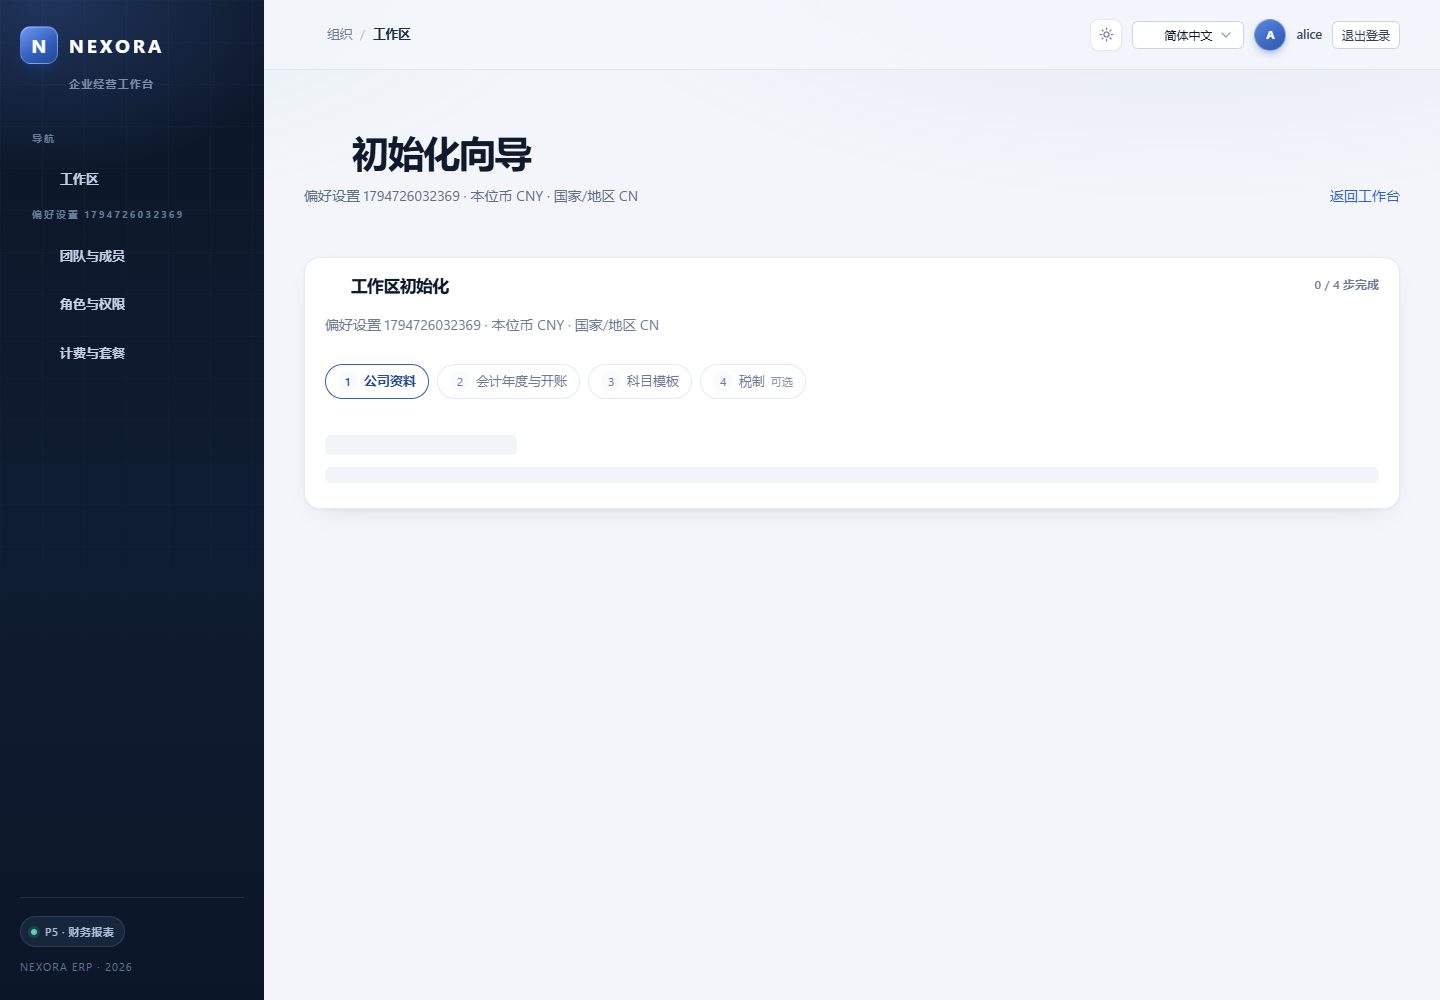 N NEXORA
企业经营工作台
导航
工作区
偏好设置 1794726032369
团队与成员
角色与权限
计费与套餐
P5 · 财务报表
NEXORA ERP · 2026
组织 / 工作区
简体中文
A alice
退出登录
初始化向导
偏好设置 1794726032369 · 本位币 CNY · 国家/地区 CN
返回工作台
工作区初始化
0 / 4 步完成
偏好设置 1794726032369 · 本位币 CNY · 国家/地区 CN
1 公司资料
2 会计年度与开账
3 科目模板
4 税制 可选